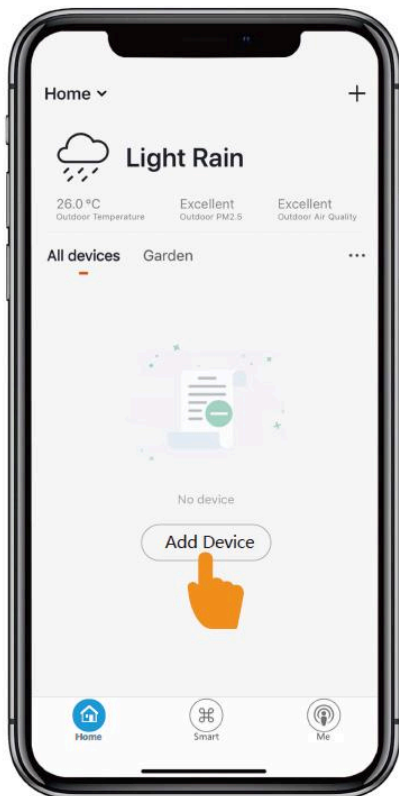 Home
Light Rain
26.0 °C Excellent Excellent
Outdoor Temperature Outdoor PM2.5 Outdoor Air Quality
All devices Garden
No device
Add Device
Home Smart Me